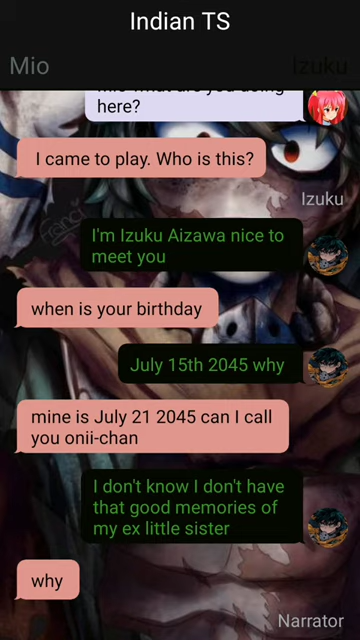 Indian TS
Mio
Izuku
here?
I came to play. Who is this?
Izuku
I'm Izuku Aizawa nice to
meet you
when is your birthday
July 15th 2045 why
mine is July 21 2045 can I call
you onii-chan
I don't know I don't have
that good memories of
my ex little sister
why
Narrator